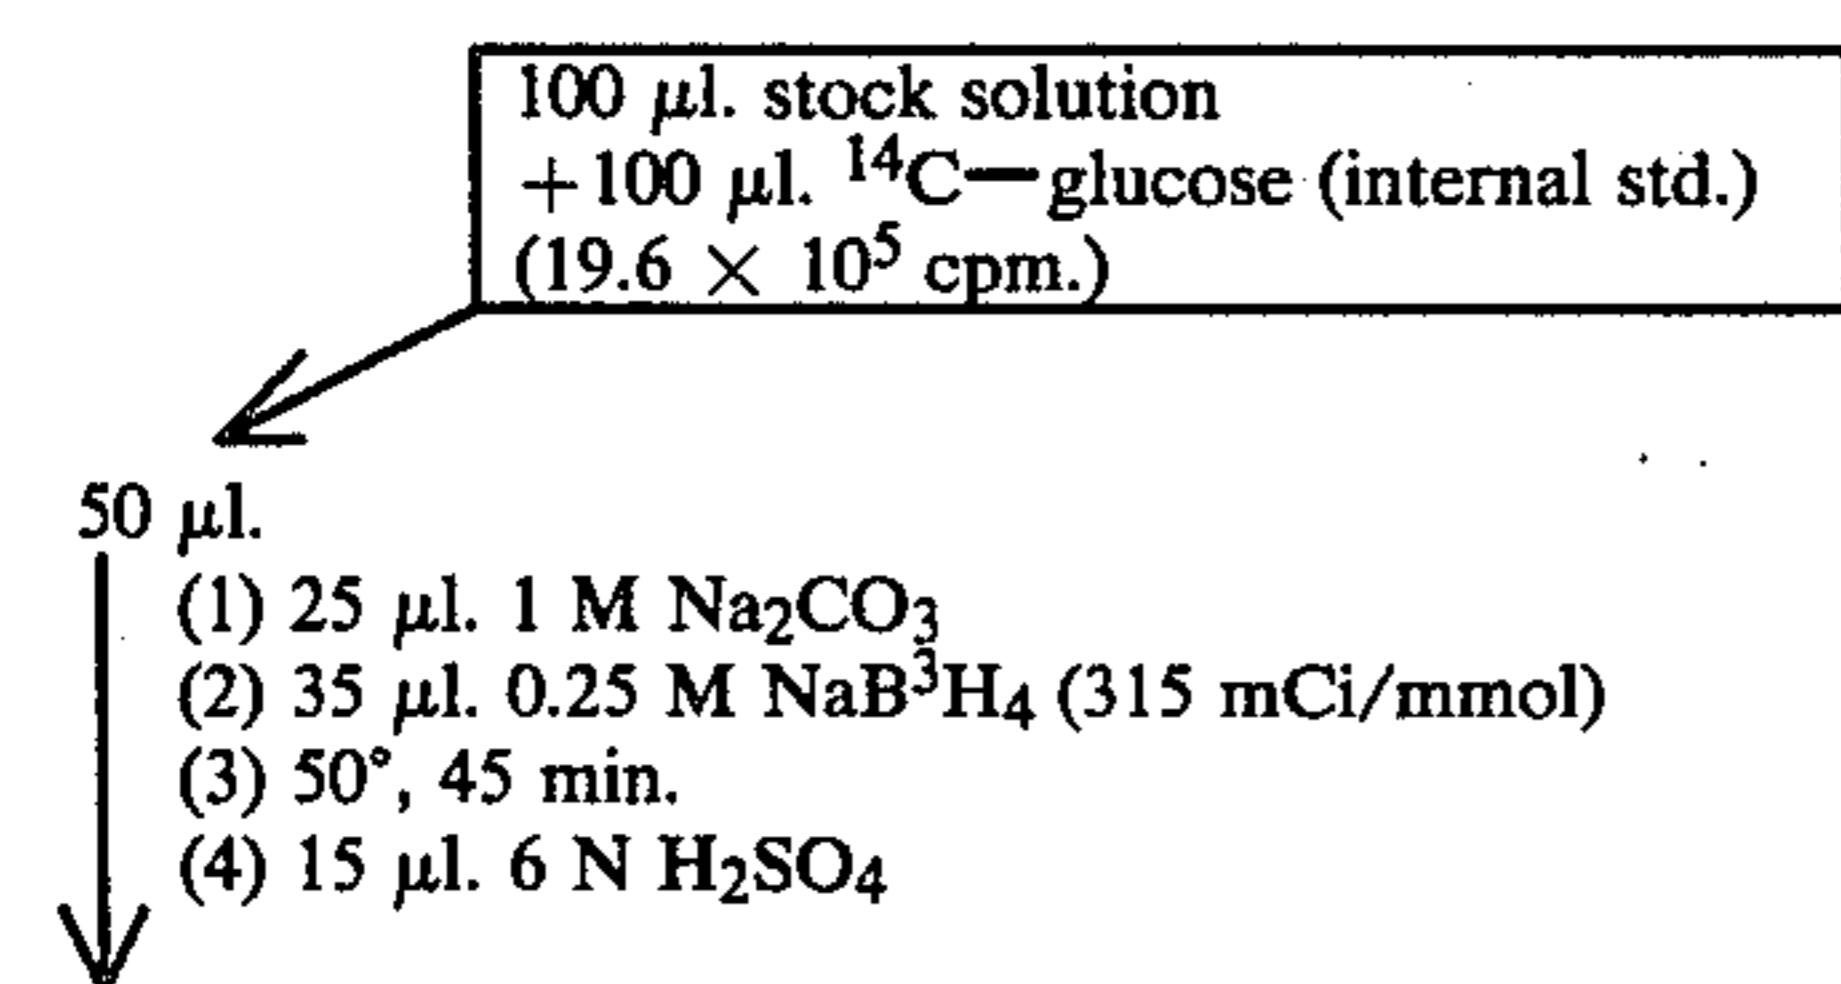 100 μl. stock solution
+100 μl. ¹⁴C—glucose (internal std.)
(19.6 × 10⁵ cpm.)
50 μl.
(1) 25 μl. 1 M Na₂CO₃
(2) 35 μl. 0.25 M NaB³H₄ (315 mCi/mmol)
(3) 50°, 45 min.
(4) 15 μl. 6 N H₂SO₄